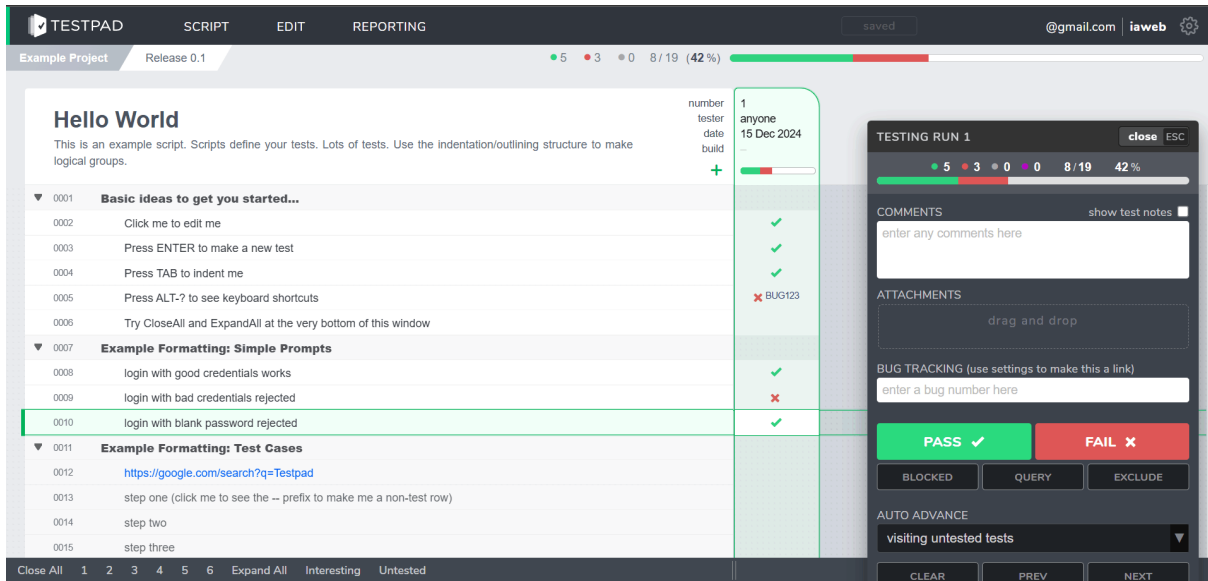 TESTPAD SCRIPT EDIT REPORTING saved @gmail.com iaweb
Example Project Release 0.1 5 3 0 8/19 (42%)
Hello World
This is an example script. Scripts define your tests. Lots of tests. Use the indentation/outlining structure to make
logical groups.
number 1
tester anyone
date 15 Dec 2024
build –
+
0001 Basic ideas to get you started...
0002 Click me to edit me
0003 Press ENTER to make a new test
0004 Press TAB to indent me
0005 Press ALT-? to see keyboard shortcuts BUG123
0006 Try CloseAll and ExpandAll at the very bottom of this window
0007 Example Formatting: Simple Prompts
0008 login with good credentials works
0009 login with bad credentials rejected
0010 login with blank password rejected
0011 Example Formatting: Test Cases
0012 https://google.com/search?q=Testpad
0013 step one (click me to see the -- prefix to make me a non-test row)
0014 step two
0015 step three
Close All 1 2 3 4 5 6 Expand All Interesting Untested
TESTING RUN 1 close ESC
5 3 0 0 8/19 42%
COMMENTS show test notes
enter any comments here
ATTACHMENTS
drag and drop
BUG TRACKING (use settings to make this a link)
enter a bug number here
PASS FAIL
BLOCKED QUERY EXCLUDE
AUTO ADVANCE
visiting untested tests
CLEAR PREV NEXT